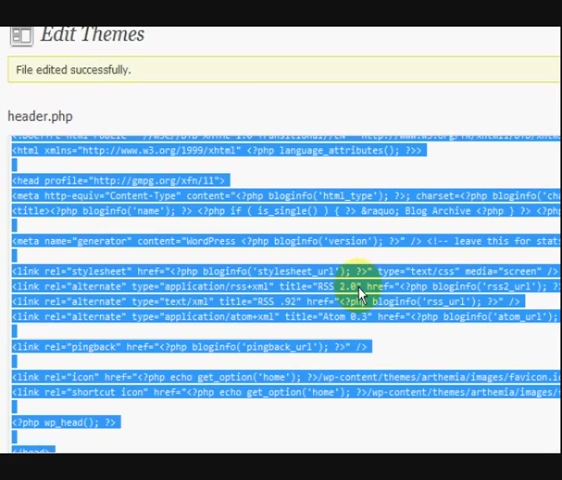 Edit Themes
File edited successfully.
header.php
<html xmlns="http://www.w3.org/1999/xhtml" <?php language_attributes(); ?>>
<head profile="http://gmpg.org/xfn/11">
<meta http-equiv="Content-Type" content="<?php bloginfo('html_type'); ?>; charset=<?php bloginfo('cha
<title><?php bloginfo('name'); ?> <?php if ( is_single() ) { ?> &raquo; Blog Archive <?php } ?> <?php
<meta name="generator" content="WordPress <?php bloginfo('version'); ?>" /> <!-- leave this for stats
<link rel="stylesheet" href="<?php bloginfo('stylesheet_url'); ?>" type="text/css" media="screen" />
<link rel="alternate" type="application/rss+xml" title="RSS 2.0" href="<?php bloginfo('rss2_url'); ?>
<link rel="alternate" type="text/xml" title="RSS .92" href="<?php bloginfo('rss_url'); ?>" />
<link rel="alternate" type="application/atom+xml" title="Atom 0.3" href="<?php bloginfo('atom_url');
<link rel="pingback" href="<?php bloginfo('pingback_url'); ?>" />
<link rel="icon" href="<?php echo get_option('home'); ?>/wp-content/themes/arthemia/images/favicon.ic
<link rel="shortcut icon" href="<?php echo get_option('home'); ?>/wp-content/themes/arthemia/images/
<?php wp_head(); ?>
</head>